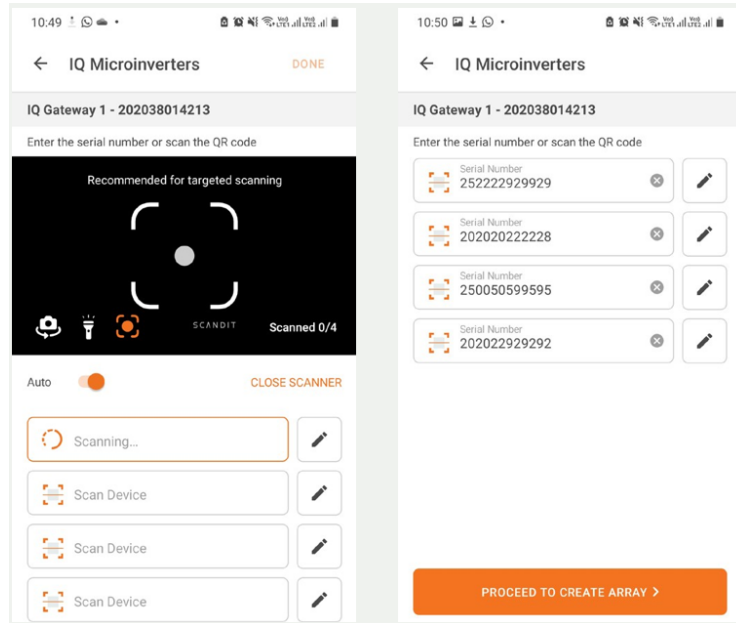 10:49
IQ Microinverters
DONE
IQ Gateway 1 - 202038014213
Enter the serial number or scan the QR code
Recommended for targeted scanning
SCANDIT
Scanned 0/4
Auto
CLOSE SCANNER
Scanning...
Scan Device
Scan Device
Scan Device
10:50
IQ Microinverters
IQ Gateway 1 - 202038014213
Enter the serial number or scan the QR code
Serial Number
252222929929
Serial Number
202020222228
Serial Number
250050599595
Serial Number
202022929292
PROCEED TO CREATE ARRAY >